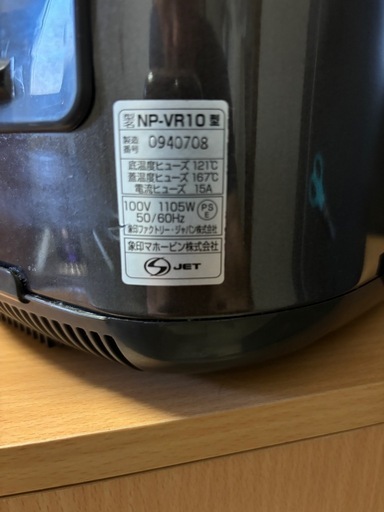 型名 NP-VR10 型
製造番号 0940708
底温度ヒューズ 121℃
蓋温度ヒューズ 167℃
電流ヒューズ 15A
100V 1105W PSE
50/60Hz
象印ファクトリー・ジャパン株式会社
象印マホービン株式会社
S JET